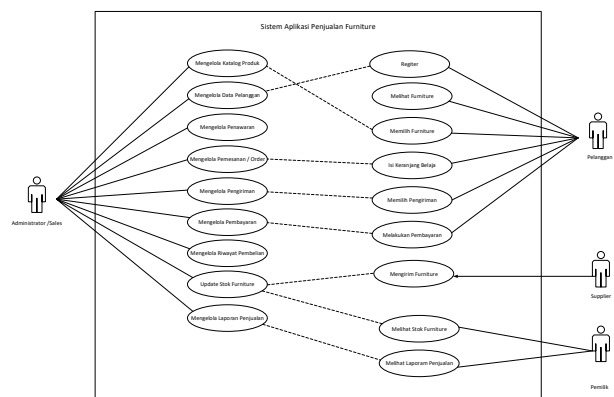 Sistem Aplikasi Penjualan Furniture
Mengelola Katalog Produk
Regiter
Mengelola Data Pelanggan
Melihat Furniture
Mengelola Penawaran
Memilih Furniture
Pelanggan
Mengelola Pemesanan / Order
Isi Keranjang Belaja
Mengelola Pengiriman
Memilih Pengiriman
Administrator /Sales
Mengelola Pembayaran
Melakukan Pembayaran
Mengelola Riwayat Pembelian
Update Stok Furniture
Mengirim Furniture
Supplier
Mengelola Laporan Penjualan
Melihat Stok Furniture
Melihat Laporam Penjualan
Pemilik